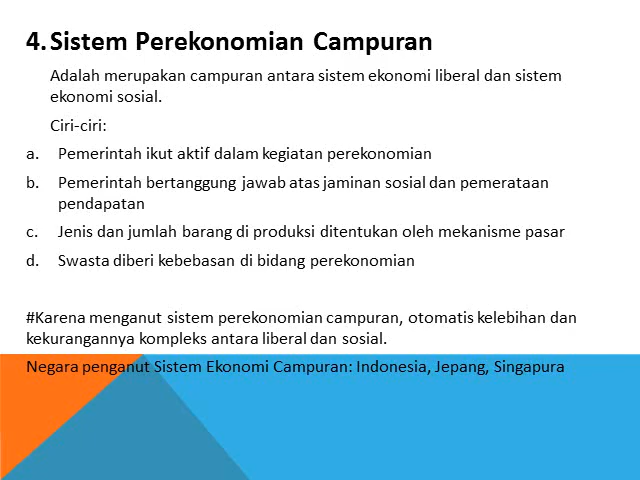 4. Sistem Perekonomian Campuran
Adalah merupakan campuran antara sistem ekonomi liberal dan sistem
ekonomi sosial.
Ciri-ciri:
a. Pemerintah ikut aktif dalam kegiatan perekonomian
b. Pemerintah bertanggung jawab atas jaminan sosial dan pemerataan
pendapatan
c. Jenis dan jumlah barang di produksi ditentukan oleh mekanisme pasar
d. Swasta diberi kebebasan di bidang perekonomian
#Karena menganut sistem perekonomian campuran, otomatis kelebihan dan
kekurangannya kompleks antara liberal dan sosial.
Negara penganut Sistem Ekonomi Campuran: Indonesia, Jepang, Singapura